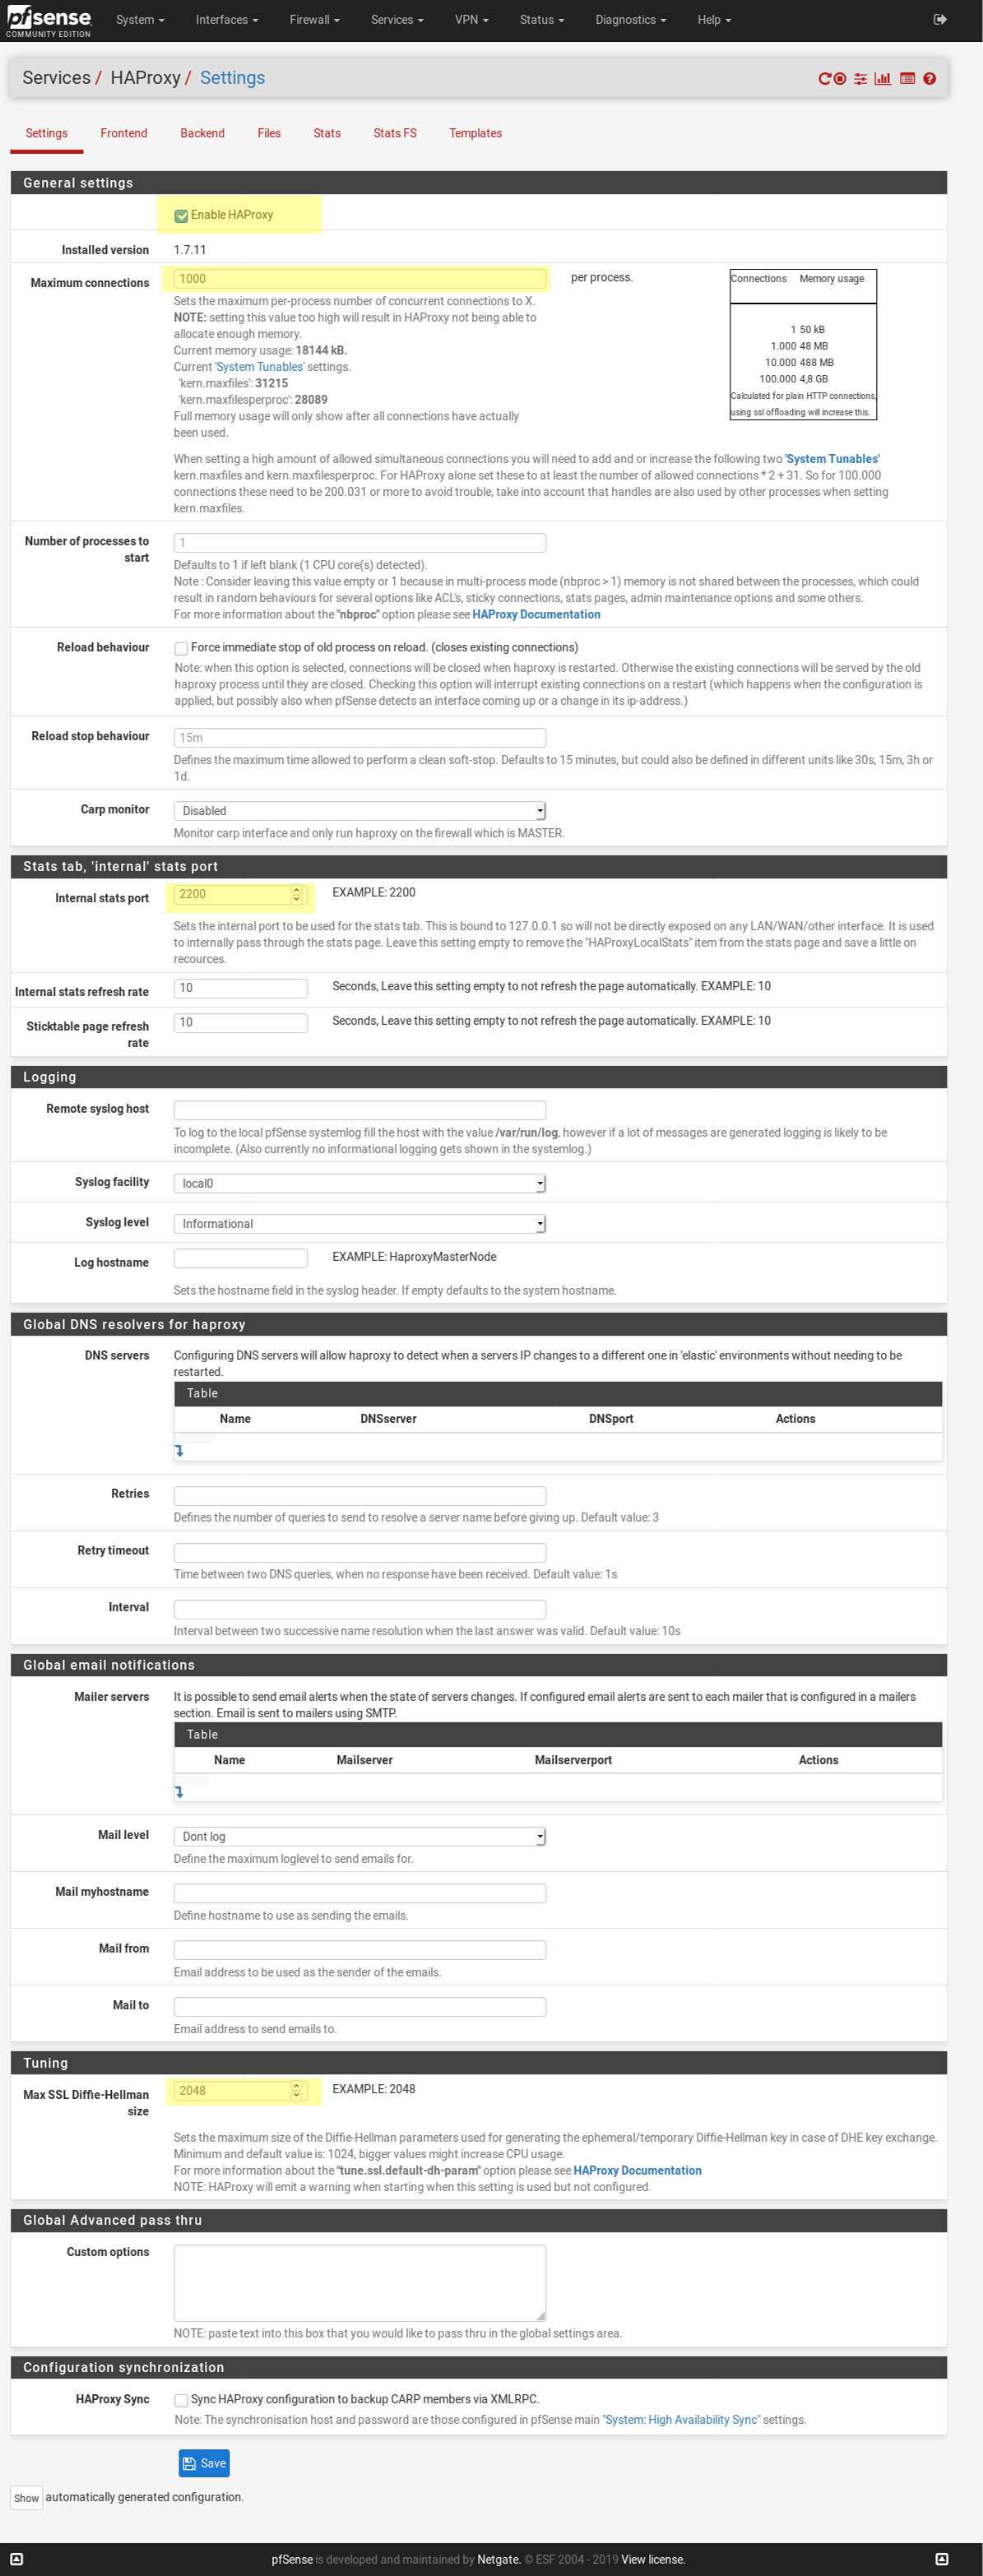 pfsense
COMMUNITY EDITION
System Interfaces Firewall Services VPN Status Diagnostics Help
Services / HAProxy / Settings
Settings Frontend Backend Files Stats Stats FS Templates
General settings
Enable HAProxy
Installed version 1.7.11
Maximum connections 1000 per process.
Sets the maximum per-process number of concurrent connections to X.
NOTE: setting this value too high will result in HAProxy not being able to
allocate enough memory.
Current memory usage: 18144 kB.
Current 'System Tunables' settings.
'kern.maxfiles': 31215
'kern.maxfilesperproc': 28089
Full memory usage will only show after all connections have actually
been used.
Connections Memory usage
1 50 kB
1.000 48 MB
10.000 488 MB
100.000 4,8 GB
Calculated for plain HTTP connections,
using ssl offloading will increase this.
When setting a high amount of allowed simultaneous connections you will need to add and or increase the following two 'System Tunables'
kern.maxfiles and kern.maxfilesperproc. For HAProxy alone set these to at least the number of allowed connections * 2 + 31. So for 100.000
connections these need to be 200.031 or more to avoid trouble, take into account that handles are also used by other processes when setting
kern.maxfiles.
Number of processes to
start
1
Defaults to 1 if left blank (1 CPU core(s) detected).
Note : Consider leaving this value empty or 1 because in multi-process mode (nbproc > 1) memory is not shared between the processes, which could
result in random behaviours for several options like ACL's, sticky connections, stats pages, admin maintenance options and some others.
For more information about the "nbproc" option please see HAProxy Documentation
Reload behaviour Force immediate stop of old process on reload. (closes existing connections)
Note: when this option is selected, connections will be closed when haproxy is restarted. Otherwise the existing connections will be served by the old
haproxy process until they are closed. Checking this option will interrupt existing connections on a restart (which happens when the configuration is
applied, but possibly also when pfSense detects an interface coming up or a change in its ip-address.)
Reload stop behaviour 15m
Defines the maximum time allowed to perform a clean soft-stop. Defaults to 15 minutes, but could also be defined in different units like 30s, 15m, 3h or
1d.
Carp monitor Disabled
Monitor carp interface and only run haproxy on the firewall which is MASTER.
Stats tab, 'internal' stats port
Internal stats port 2200 EXAMPLE: 2200
Sets the internal port to be used for the stats tab. This is bound to 127.0.0.1 so will not be directly exposed on any LAN/WAN/other interface. It is used
to internally pass through the stats page. Leave this setting empty to remove the "HAProxyLocalStats" item from the stats page and save a little on
recources.
Internal stats refresh rate 10 Seconds, Leave this setting empty to not refresh the page automatically. EXAMPLE: 10
Sticktable page refresh
rate
10 Seconds, Leave this setting empty to not refresh the page automatically. EXAMPLE: 10
Logging
Remote syslog host
To log to the local pfSense systemlog fill the host with the value /var/run/log, however if a lot of messages are generated logging is likely to be
incomplete. (Also currently no informational logging gets shown in the systemlog.)
Syslog facility local0
Syslog level Informational
Log hostname EXAMPLE: HaproxyMasterNode
Sets the hostname field in the syslog header. If empty defaults to the system hostname.
Global DNS resolvers for haproxy
DNS servers Configuring DNS servers will allow haproxy to detect when a servers IP changes to a different one in 'elastic' environments without needing to be
restarted.
Table
Name DNSserver DNSport Actions
Retries
Defines the number of queries to send to resolve a server name before giving up. Default value: 3
Retry timeout
Time between two DNS queries, when no response have been received. Default value: 1s
Interval
Interval between two successive name resolution when the last answer was valid. Default value: 10s
Global email notifications
Mailer servers It is possible to send email alerts when the state of servers changes. If configured email alerts are sent to each mailer that is configured in a mailers
section. Email is sent to mailers using SMTP.
Table
Name Mailserver Mailserverport Actions
Mail level Dont log
Define the maximum loglevel to send emails for.
Mail myhostname
Define hostname to use as sending the emails.
Mail from
Email address to be used as the sender of the emails.
Mail to
Email address to send emails to.
Tuning
Max SSL Diffie-Hellman
size
2048 EXAMPLE: 2048
Sets the maximum size of the Diffie-Hellman parameters used for generating the ephemeral/temporary Diffie-Hellman key in case of DHE key exchange.
Minimum and default value is: 1024, bigger values might increase CPU usage.
For more information about the "tune.ssl.default-dh-param" option please see HAProxy Documentation
NOTE: HAProxy will emit a warning when starting when this setting is used but not configured.
Global Advanced pass thru
Custom options
NOTE: paste text into this box that you would like to pass thru in the global settings area.
Configuration synchronization
HAProxy Sync Sync HAProxy configuration to backup CARP members via XMLRPC.
Note: The synchronisation host and password are those configured in pfSense main "System: High Availability Sync" settings.
Save
Show automatically generated configuration.
pfSense is developed and maintained by Netgate. © ESF 2004 - 2019 View license.